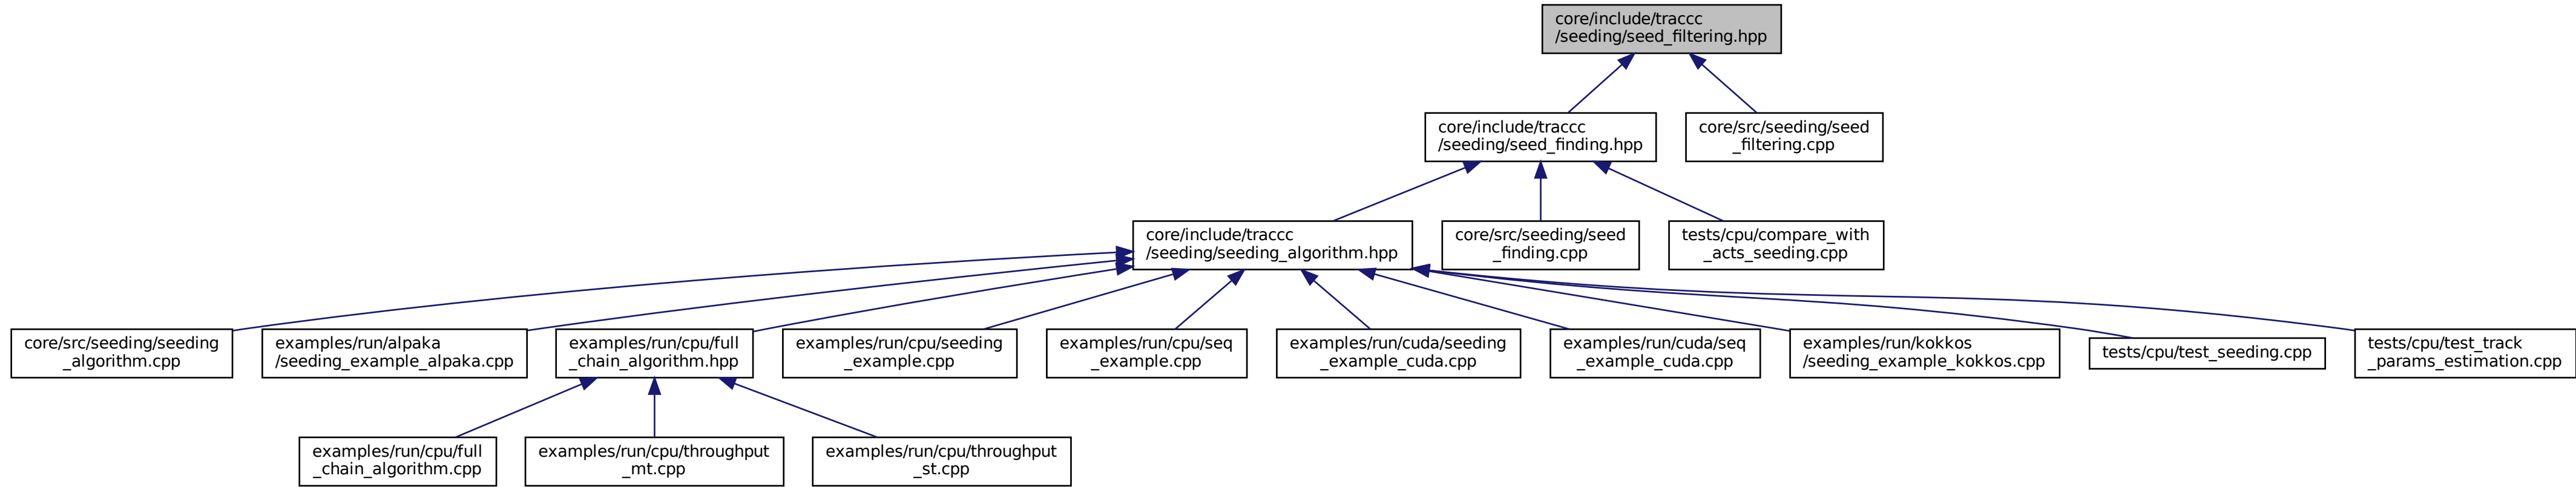 core/include/traccc
/seeding/seed_filtering.hpp
core/include/traccc
/seeding/seed_finding.hpp
core/src/seeding/seed
_filtering.cpp
core/include/traccc
/seeding/seeding_algorithm.hpp
core/src/seeding/seed
_finding.cpp
tests/cpu/compare_with
_acts_seeding.cpp
core/src/seeding/seeding
_algorithm.cpp
examples/run/alpaka
/seeding_example_alpaka.cpp
examples/run/cpu/full
_chain_algorithm.hpp
examples/run/cpu/seeding
_example.cpp
examples/run/cpu/seq
_example.cpp
examples/run/cuda/seeding
_example_cuda.cpp
examples/run/cuda/seq
_example_cuda.cpp
examples/run/kokkos
/seeding_example_kokkos.cpp
tests/cpu/test_seeding.cpp
tests/cpu/test_track
_params_estimation.cpp
examples/run/cpu/full
_chain_algorithm.cpp
examples/run/cpu/throughput
_mt.cpp
examples/run/cpu/throughput
_st.cpp